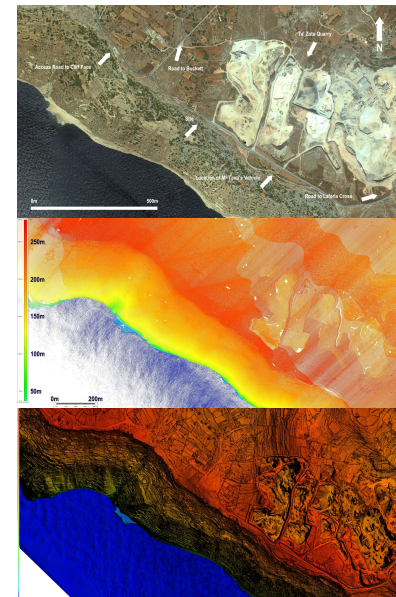 Ta' Zuta Quarry
N
Access Road to Cliff Face
Road to Buskett
Site
Location of Mr Tonna's Vehicle
Road to Laferla Cross
0m 500m
250m
200m
150m
100m
50m
0m 200m